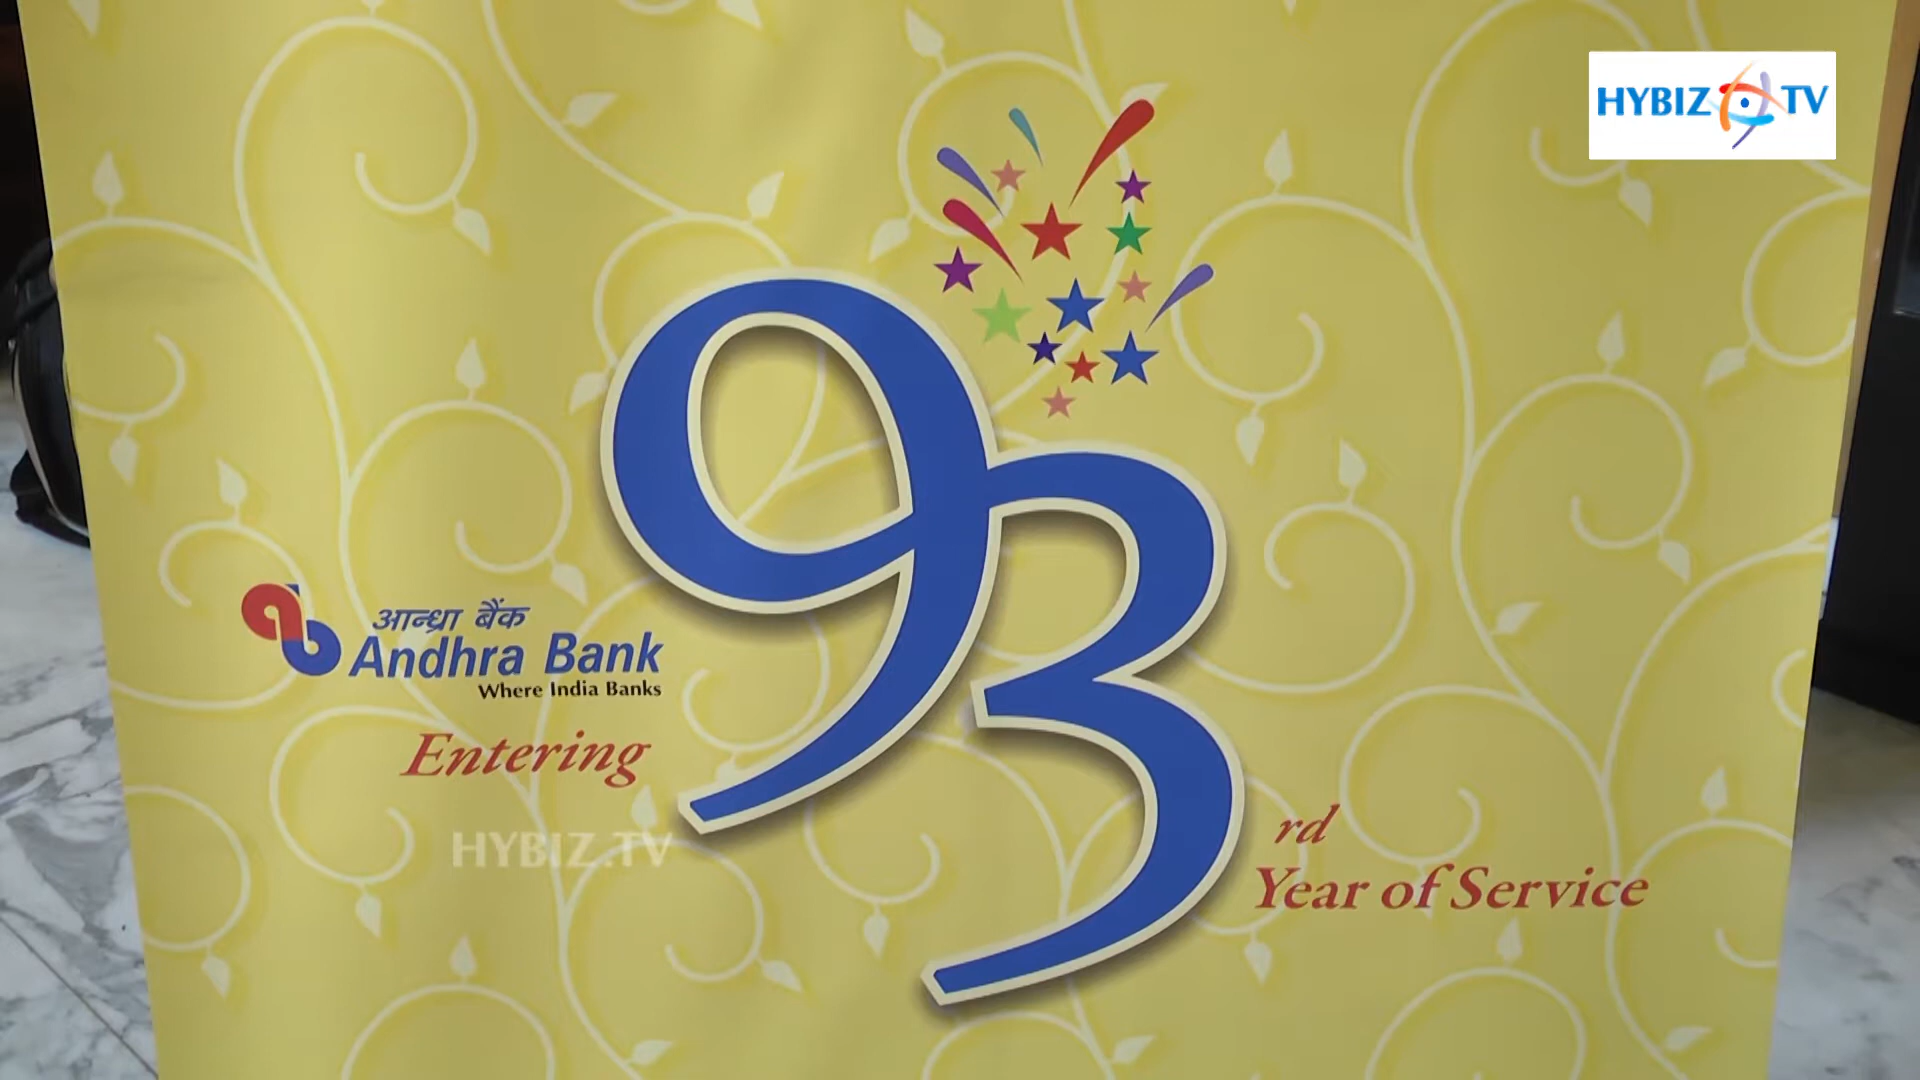 HYBIZ TV
93
आन्ध्रा बैंक
Andhra Bank
Where India Banks
Entering
HYBIZ.TV
rd
Year of Service